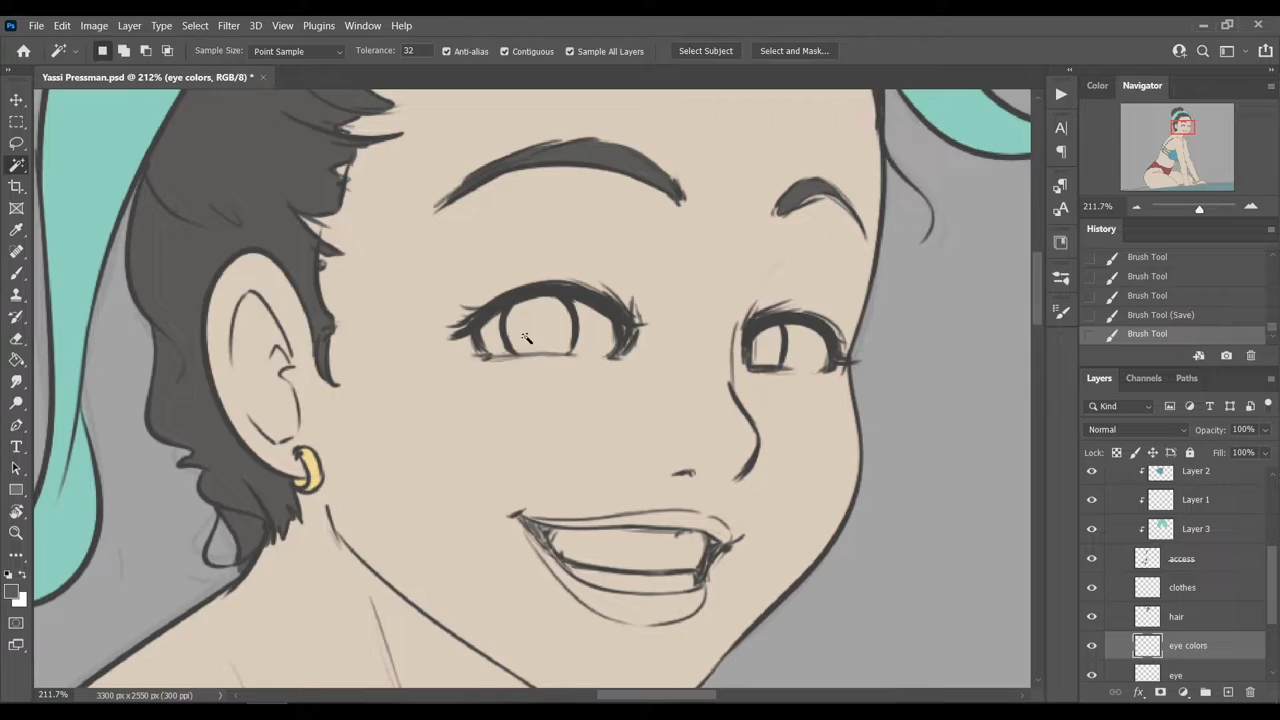 Ps File Edit Image Layer Type Select Filter 3D View Plugins Window Help
Sample Size: Point Sample Tolerance: 32 Anti-alias Contiguous Sample All Layers Select Subject Select and Mask...
Yassi Pressman.psd @ 212% (eye colors, RGB/8) *
Color Navigator
211.7%
History
Brush Tool
Brush Tool
Brush Tool
Brush Tool (Save)
Brush Tool
Layers Channels Paths
Kind
Normal Opacity: 100%
Lock: Fill: 100%
Layer 2
Layer 1
Layer 3
access
clothes
hair
eye colors
eye
211.7% 3300 px x 2550 px (300 ppi)